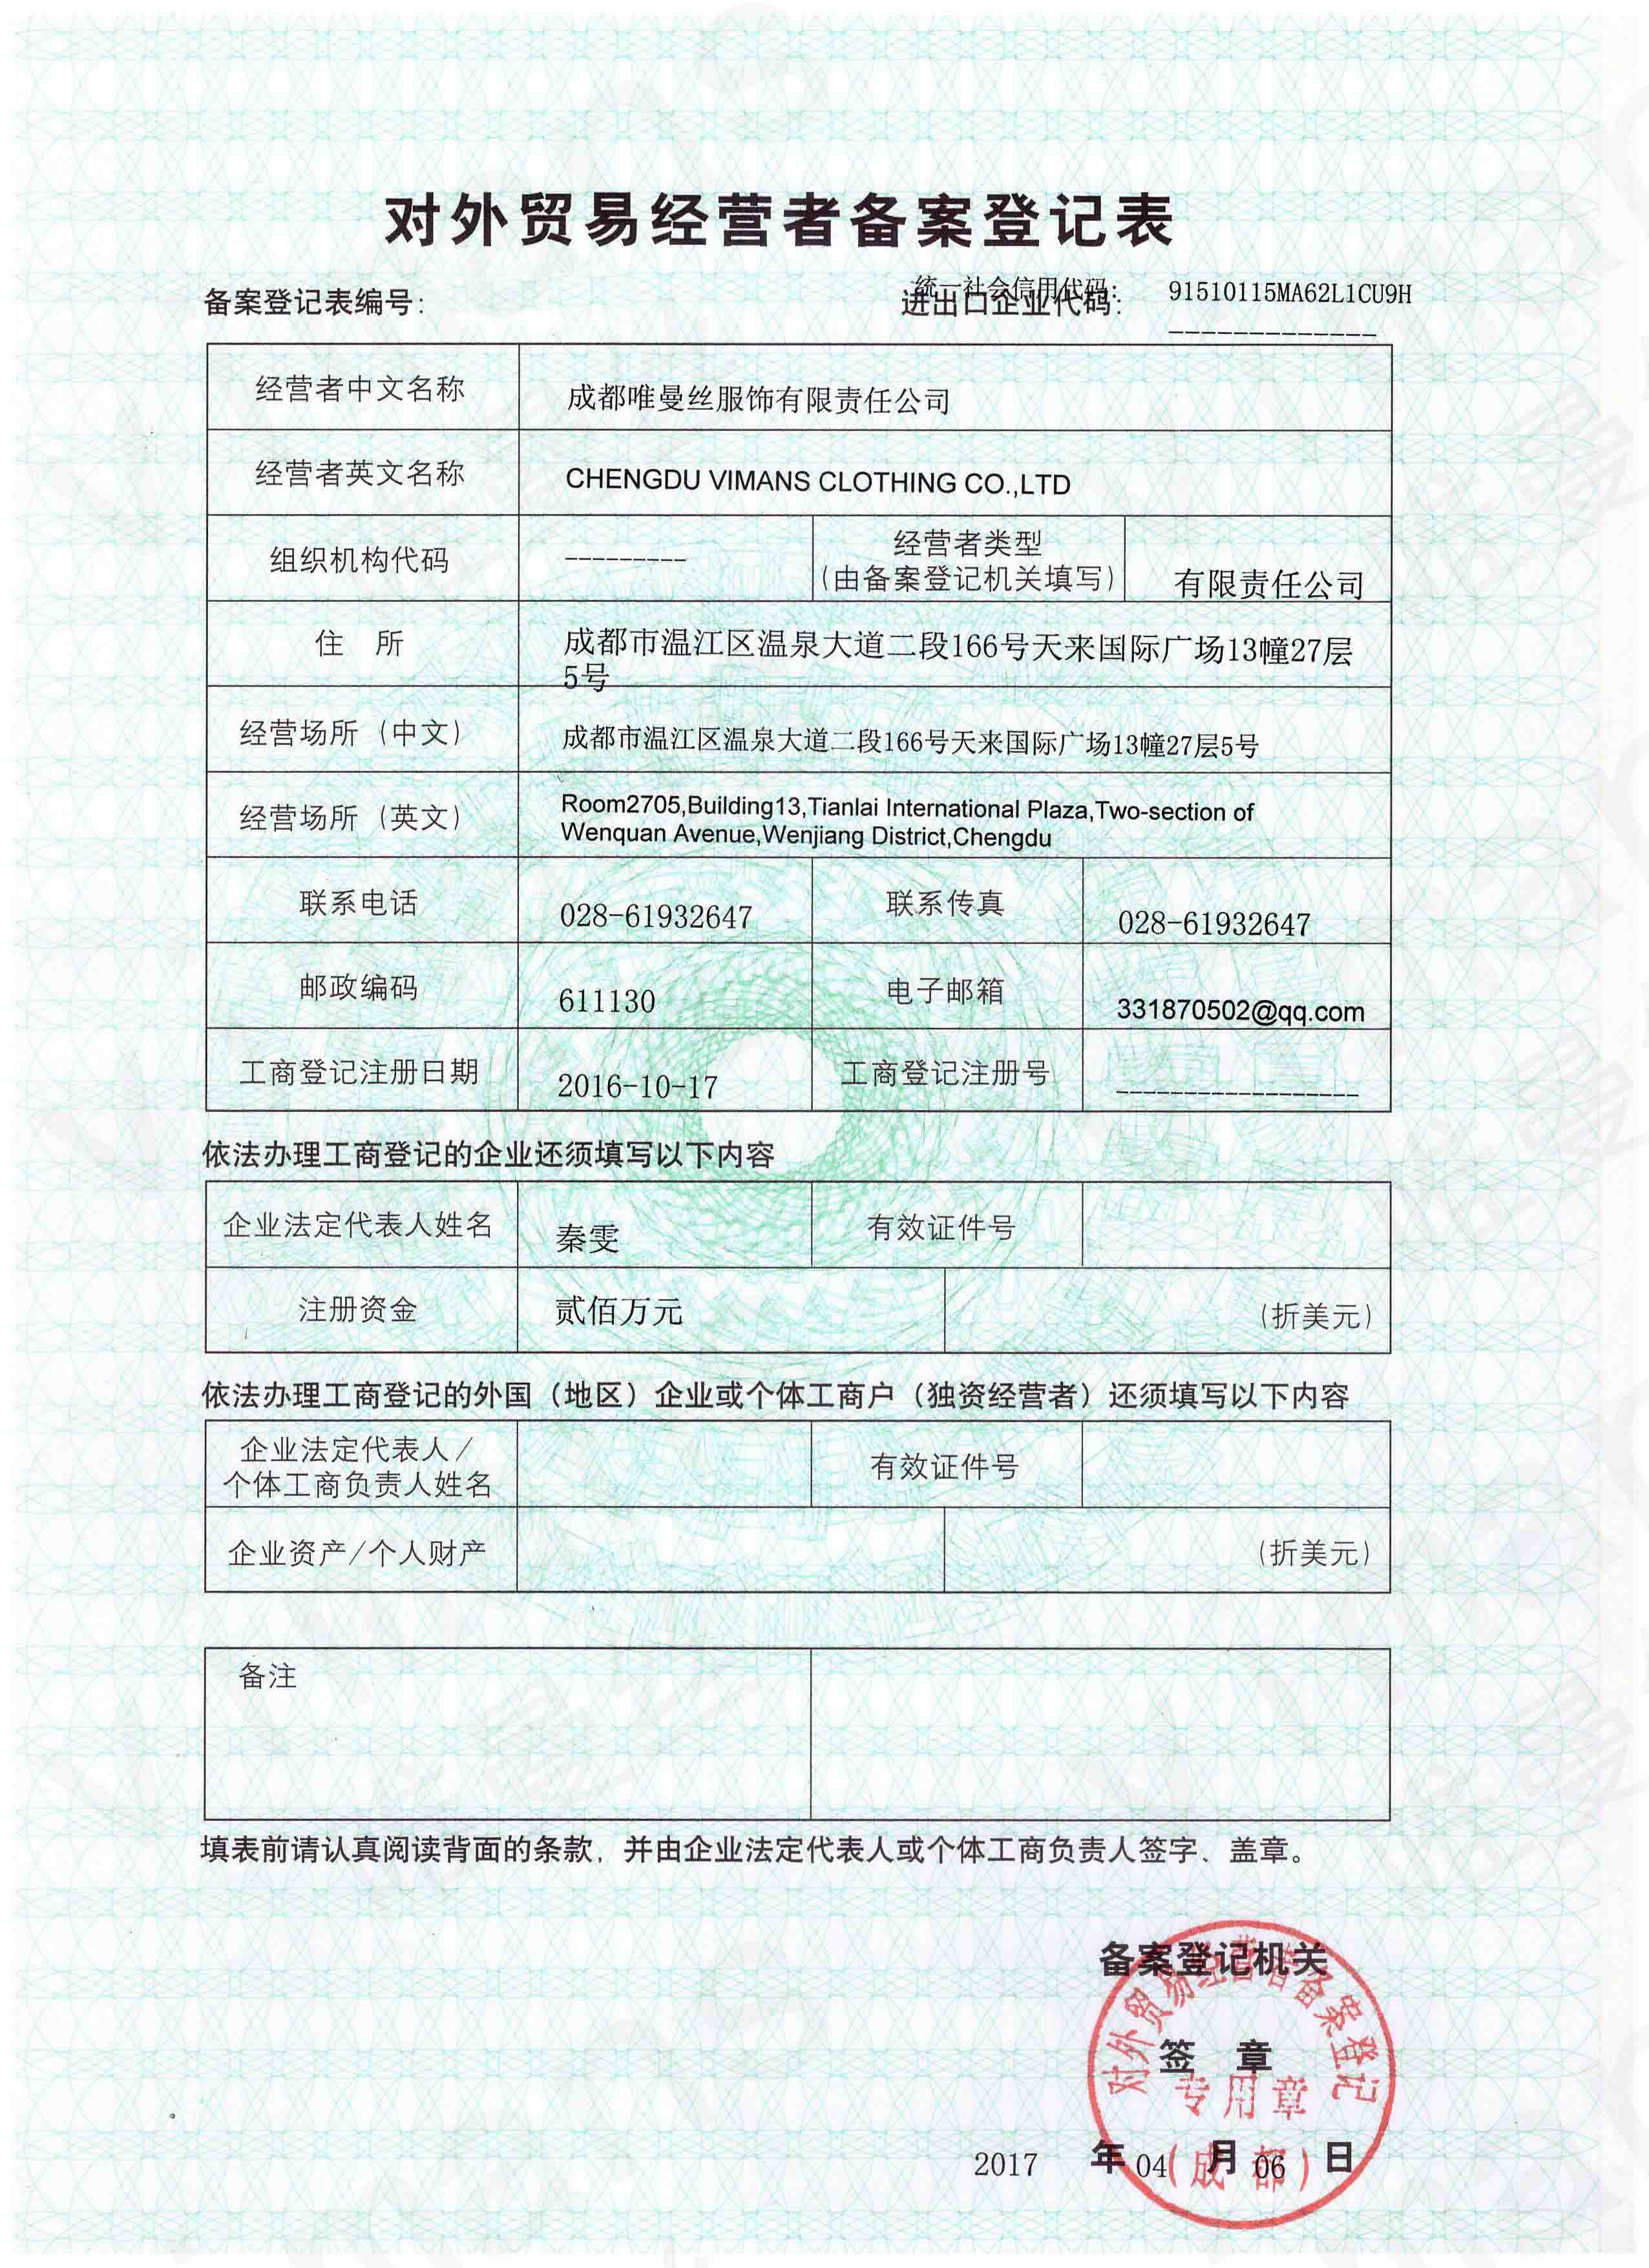 对外贸易经营者备案登记表
备案登记表编号：
统一社会信用代码：
进出口企业代码：
91510115MA62L1CU9H
-------------
经营者中文名称
成都唯曼丝服饰有限责任公司
经营者英文名称
CHENGDU VIMANS CLOTHING CO.,LTD
组织机构代码
---------
经营者类型
(由备案登记机关填写)
有限责任公司
住 所
成都市温江区温泉大道二段166号天来国际广场13幢27层
5号
经营场所（中文）
成都市温江区温泉大道二段166号天来国际广场13幢27层5号
经营场所（英文）
Room2705,Building13,Tianlai International Plaza,Two-section of
Wenquan Avenue,Wenjiang District,Chengdu
联系电话
028-61932647
联系传真
028-61932647
邮政编码
611130
电子邮箱
331870502@qq.com
工商登记注册日期
2016-10-17
工商登记注册号
------------------
依法办理工商登记的企业还须填写以下内容
企业法定代表人姓名
秦雯
有效证件号
注册资金
贰佰万元
(折美元)
依法办理工商登记的外国（地区）企业或个体工商户（独资经营者）还须填写以下内容
企业法定代表人/
个体工商负责人姓名
有效证件号
企业资产/个人财产
(折美元)
备注
填表前请认真阅读背面的条款，并由企业法定代表人或个体工商负责人签字、盖章。
备案登记机关
签 章
对外贸易经营者备案登记
专用章
(成都)
2017 年 04 月 06 日